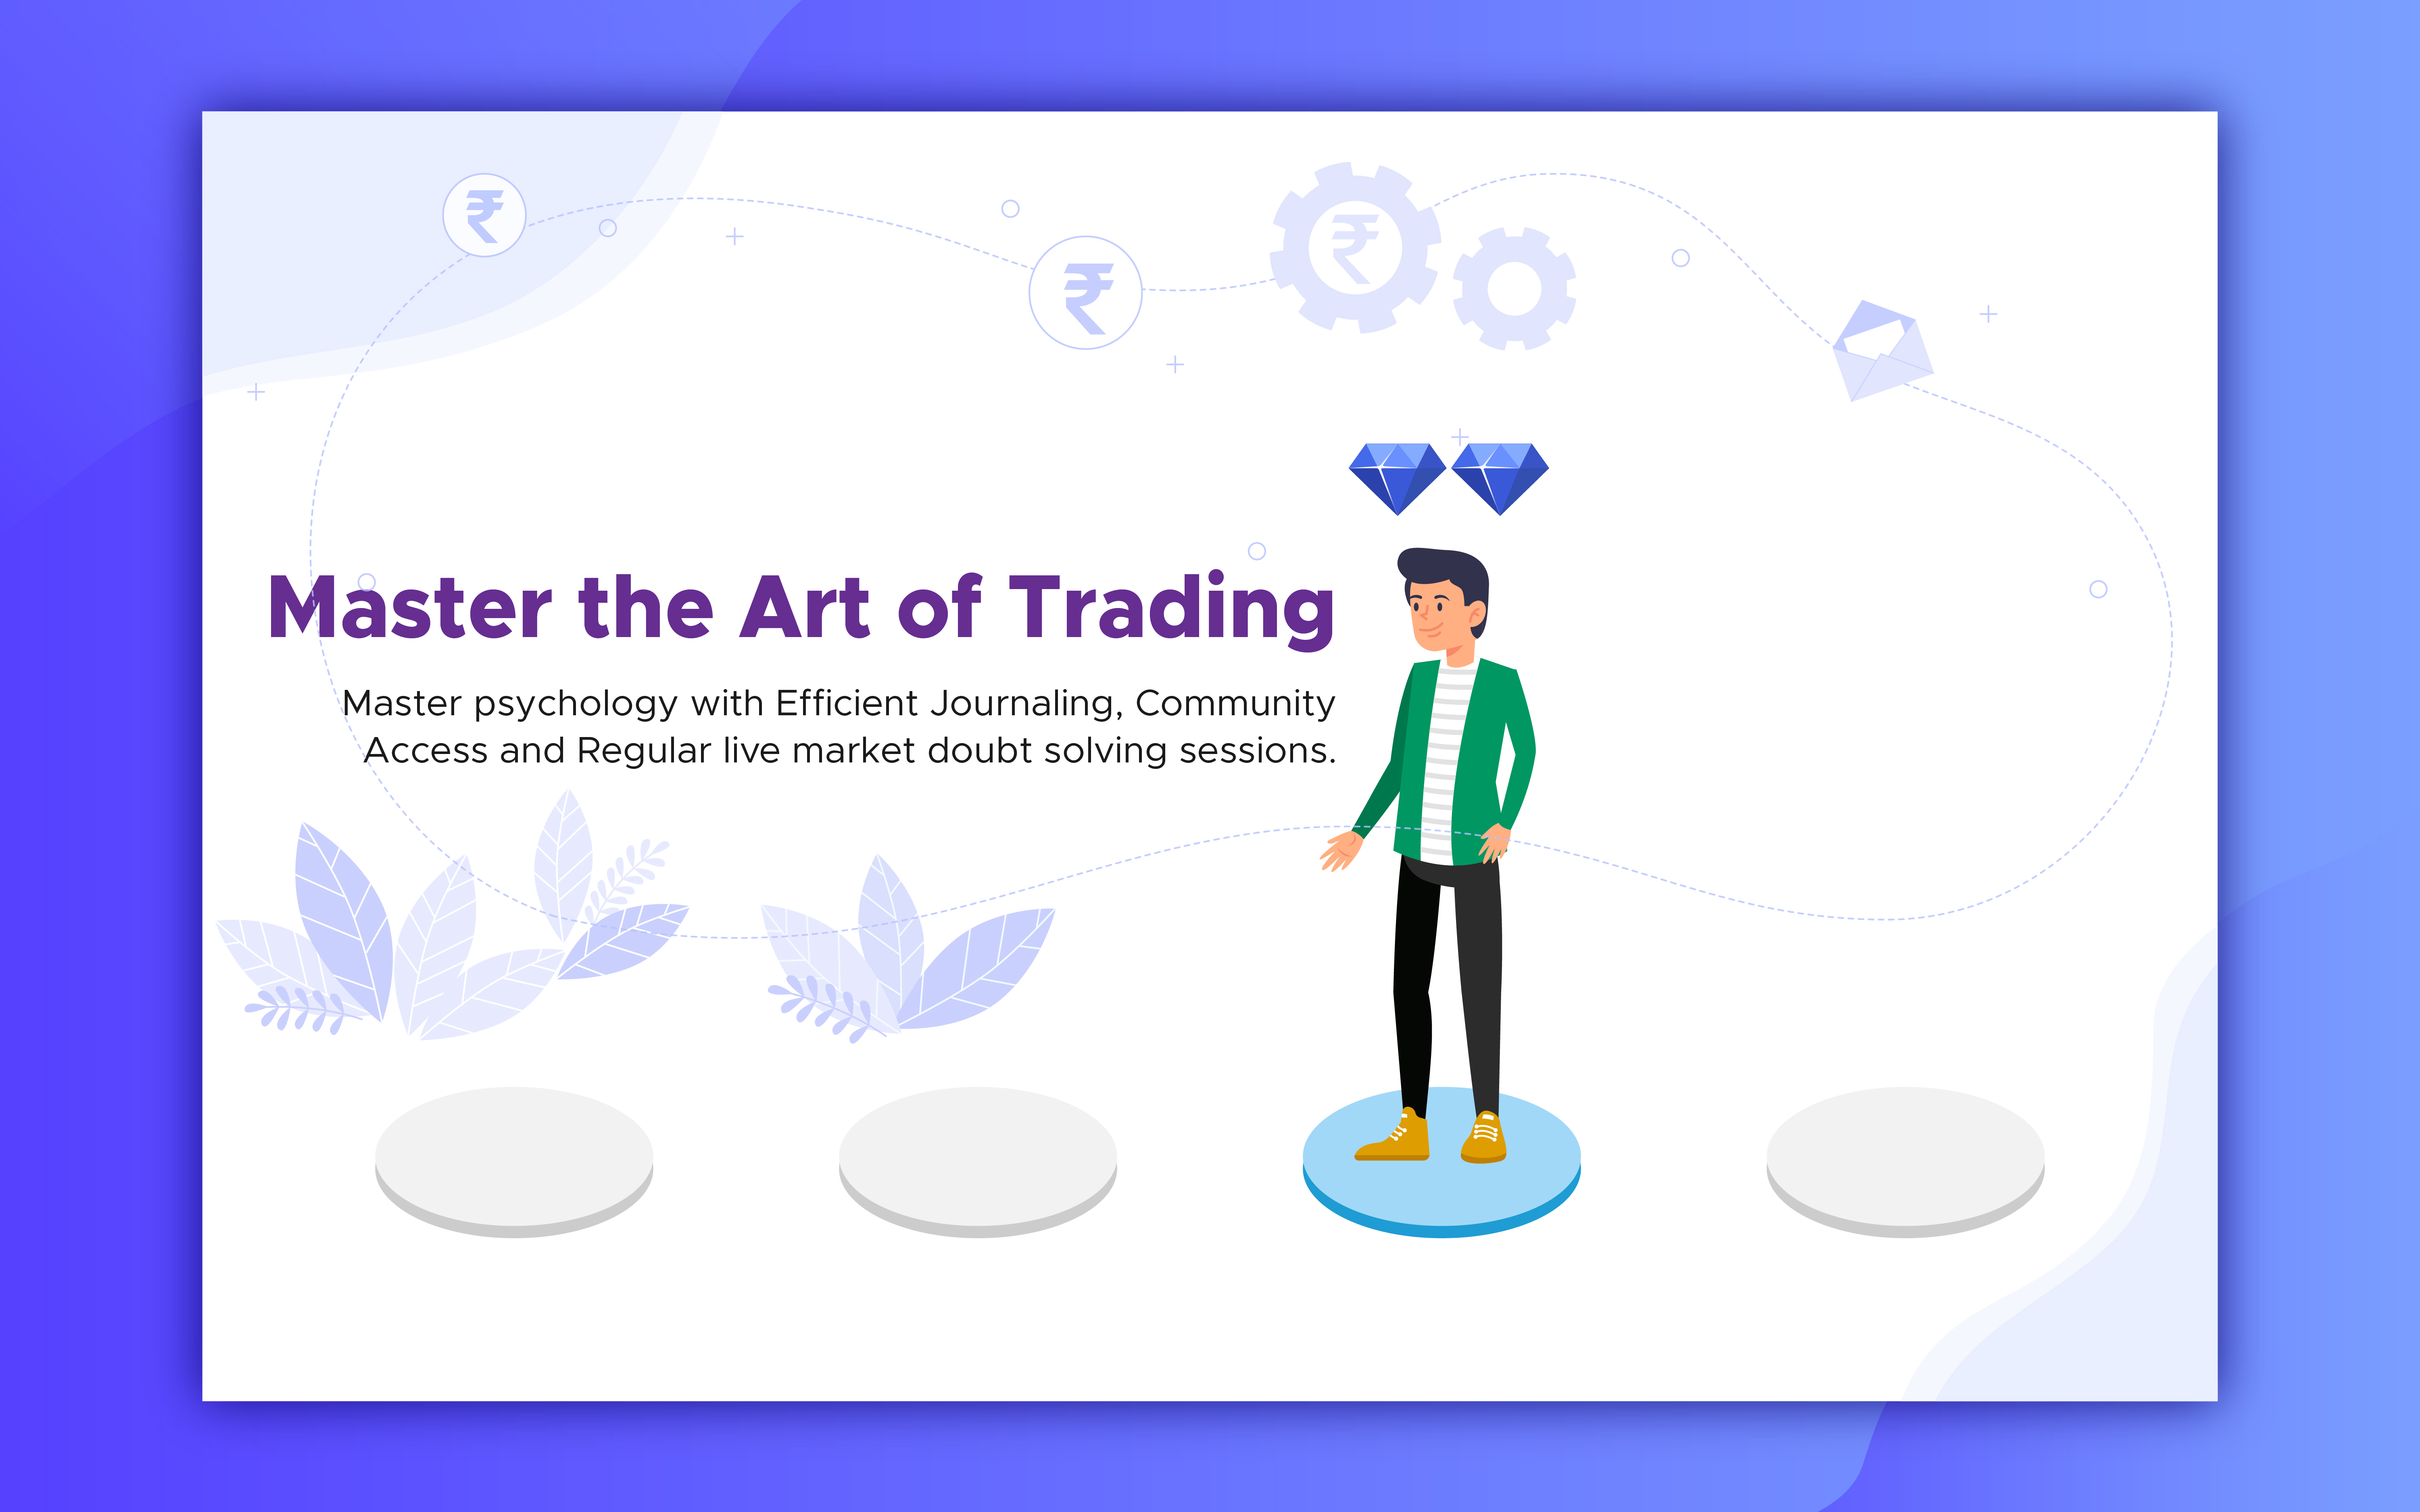 ₹
₹
₹
Master the Art of Trading
Master psychology with Efficient Journaling, Community
Access and Regular live market doubt solving sessions.